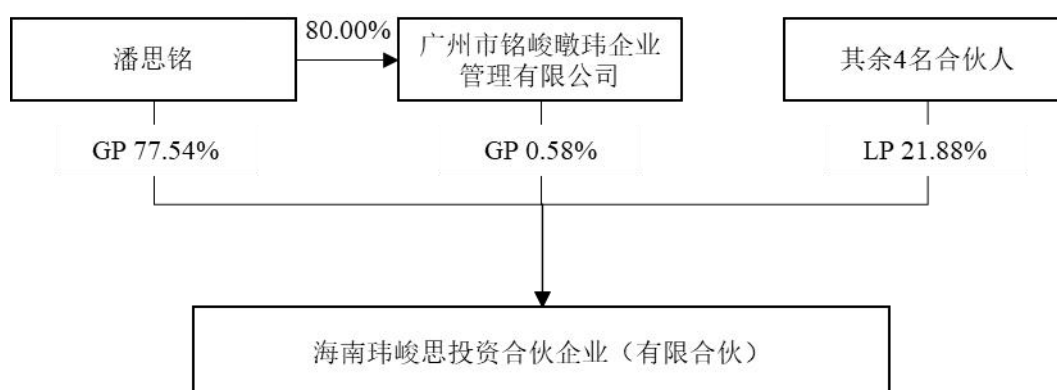 80.00%
潘思铭
广州市铭峻暾玮企业
管理有限公司
其余4名合伙人
GP 77.54%
GP 0.58%
LP 21.88%
海南玮峻思投资合伙企业（有限合伙）